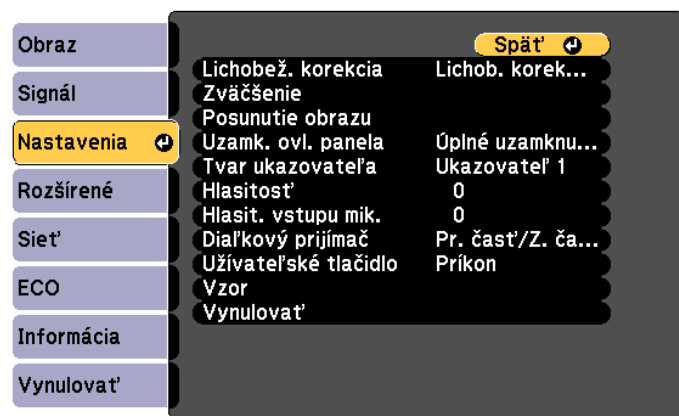 Obraz
Signál
Nastavenia
Rozšírené
Sieť
ECO
Informácia
Vynulovať
Späť
Lichobež. korekcia Lichob. korek...
Zväčšenie
Posunutie obrazu
Uzamk. ovl. panela Úplné uzamknu...
Tvar ukazovateľa Ukazovateľ 1
Hlasitosť 0
Hlasit. vstupu mik. 0
Diaľkový prijímač Pr. časť/Z. ča...
Užívateľské tlačidlo Príkon
Vzor
Vynulovať